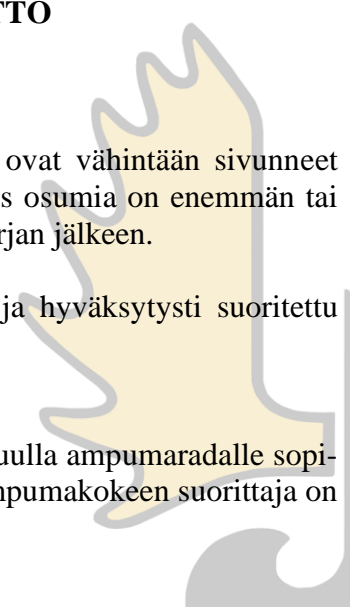 TTO
ovat vähintään sivunneet
s osumia on enemmän tai
rjan jälkeen.
ja hyväksytysti suoritettu
uulla ampumaradalle sopi-
mpumakokeen suorittaja on